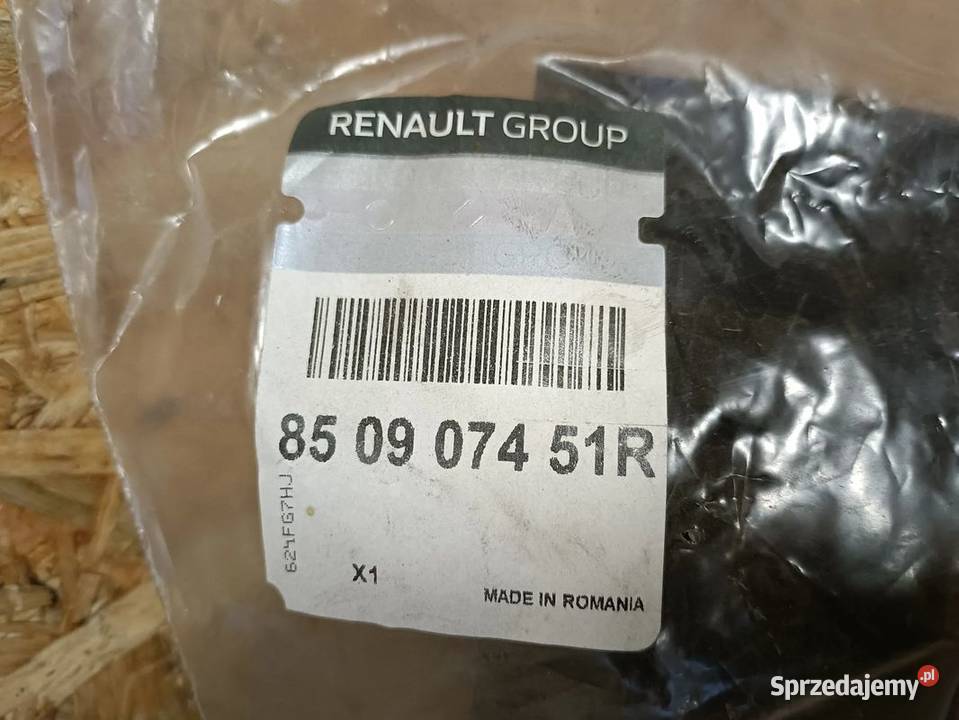 RENAULT GROUP
85 09 074 51R
624FG7HJ
X1
MADE IN ROMANIA
Sprzedajemy.pl